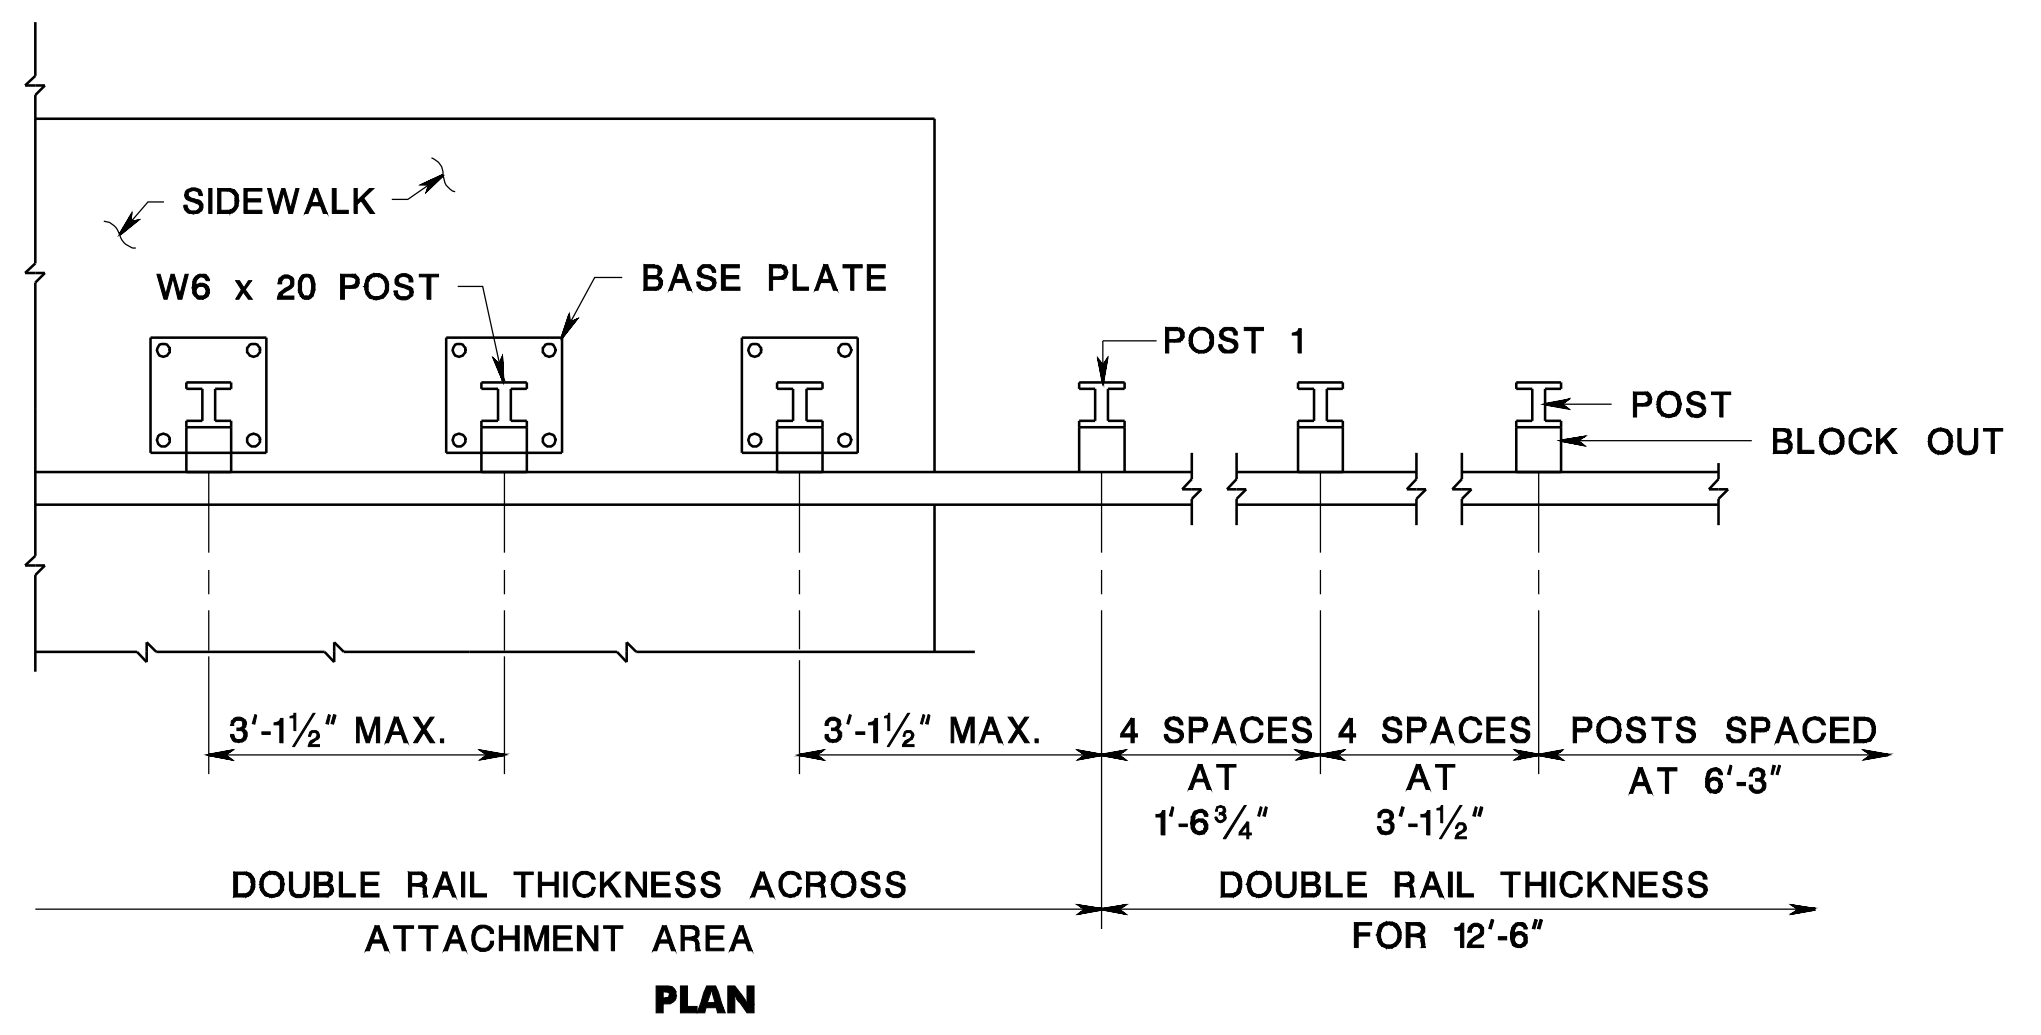 SIDEWALK
W6 x 20 POST
BASE PLATE
POST 1
POST
BLOCK OUT
3'-1½" MAX.
3'-1½" MAX.
4 SPACES
AT
1'-6¾"
4 SPACES
AT
3'-1½"
POSTS SPACED
AT 6'-3"
DOUBLE RAIL THICKNESS ACROSS
ATTACHMENT AREA
DOUBLE RAIL THICKNESS
FOR 12'-6"
PLAN